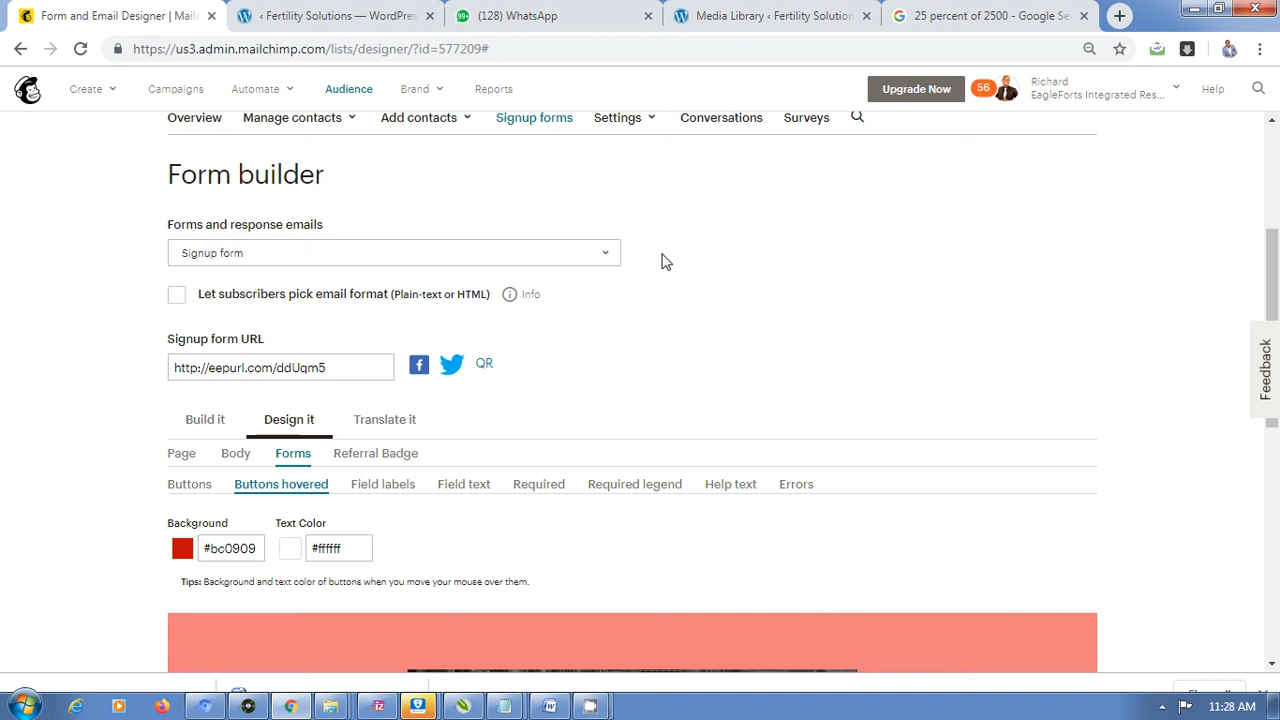 Form and Email Designer | Mailc
‹ Fertility Solutions — WordPres
99+
(128) WhatsApp
Media Library ‹ Fertility Solution
25 percent of 2500 - Google Se
https://us3.admin.mailchimp.com/lists/designer/?id=577209#
Create
Campaigns
Automate
Audience
Brand
Reports
Upgrade Now
56
Richard
EagleForts Integrated Res...
Help
Overview
Manage contacts
Add contacts
Signup forms
Settings
Conversations
Surveys
Form builder
Forms and response emails
Signup form
Let subscribers pick email format (Plain-text or HTML)
Info
Signup form URL
http://eepurl.com/ddUqm5
QR
Build it
Design it
Translate it
Page
Body
Forms
Referral Badge
Buttons
Buttons hovered
Field labels
Field text
Required
Required legend
Help text
Errors
Background
Text Color
#bc0909
#ffffff
Tips: Background and text color of buttons when you move your mouse over them.
Feedback
11:28 AM